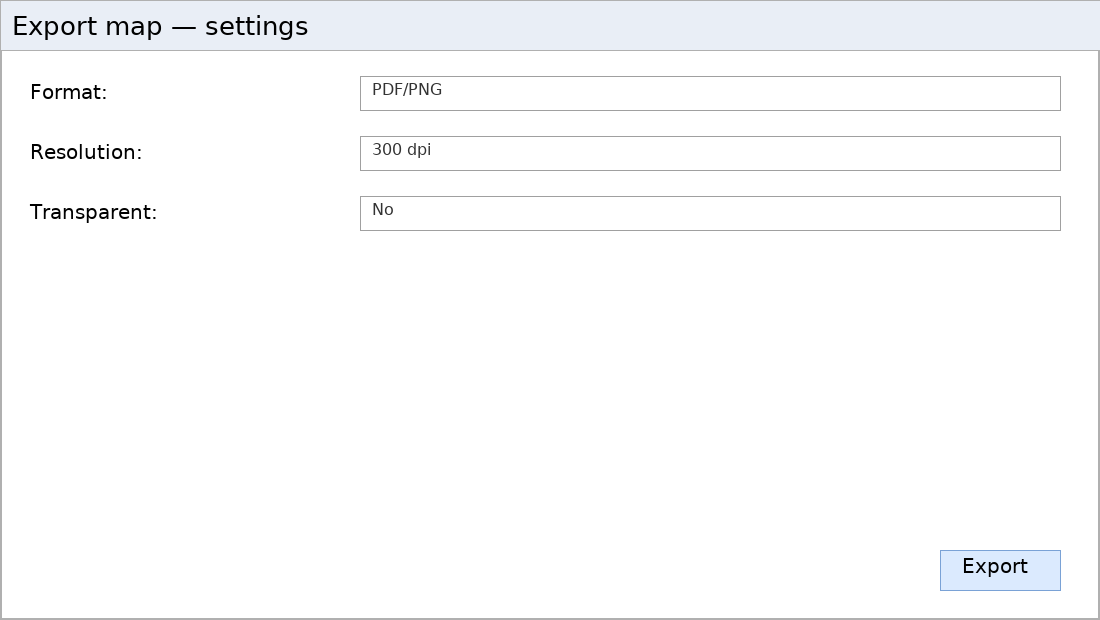 Export map — settings
Format: PDF/PNG
Resolution: 300 dpi
Transparent: No
Export